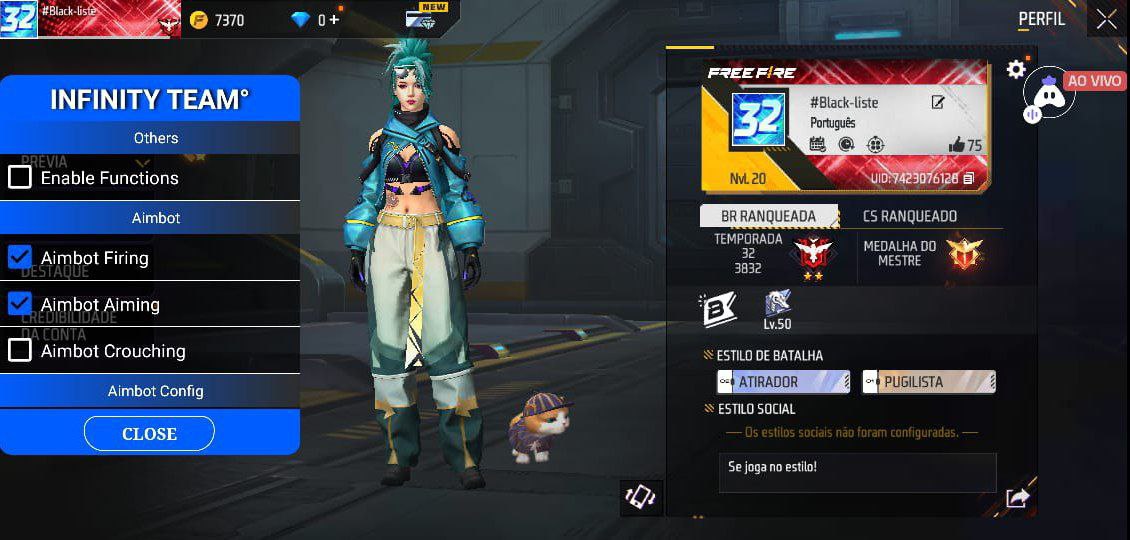 32
#Black-liste
7370
0 +
NEW
PERFIL
INFINITY TEAM°
Others
PRÉVIA
Enable Functions
Aimbot
Aimbot Firing
DESTAQUE
Aimbot Aiming
CREDIBILIDADE
DA CONTA
Aimbot Crouching
Aimbot Config
CLOSE
FREE FIRE
AO VIVO
32
#Black-liste
Português
75
Nvl. 20
UID:7423076128
BR RANQUEADA
CS RANQUEADO
TEMPORADA
32
3832
MEDALHA DO
MESTRE
B
Lv.50
ESTILO DE BATALHA
ATIRADOR
PUGILISTA
ESTILO SOCIAL
Os estilos sociais não foram configuradas.
Se joga no estilo!